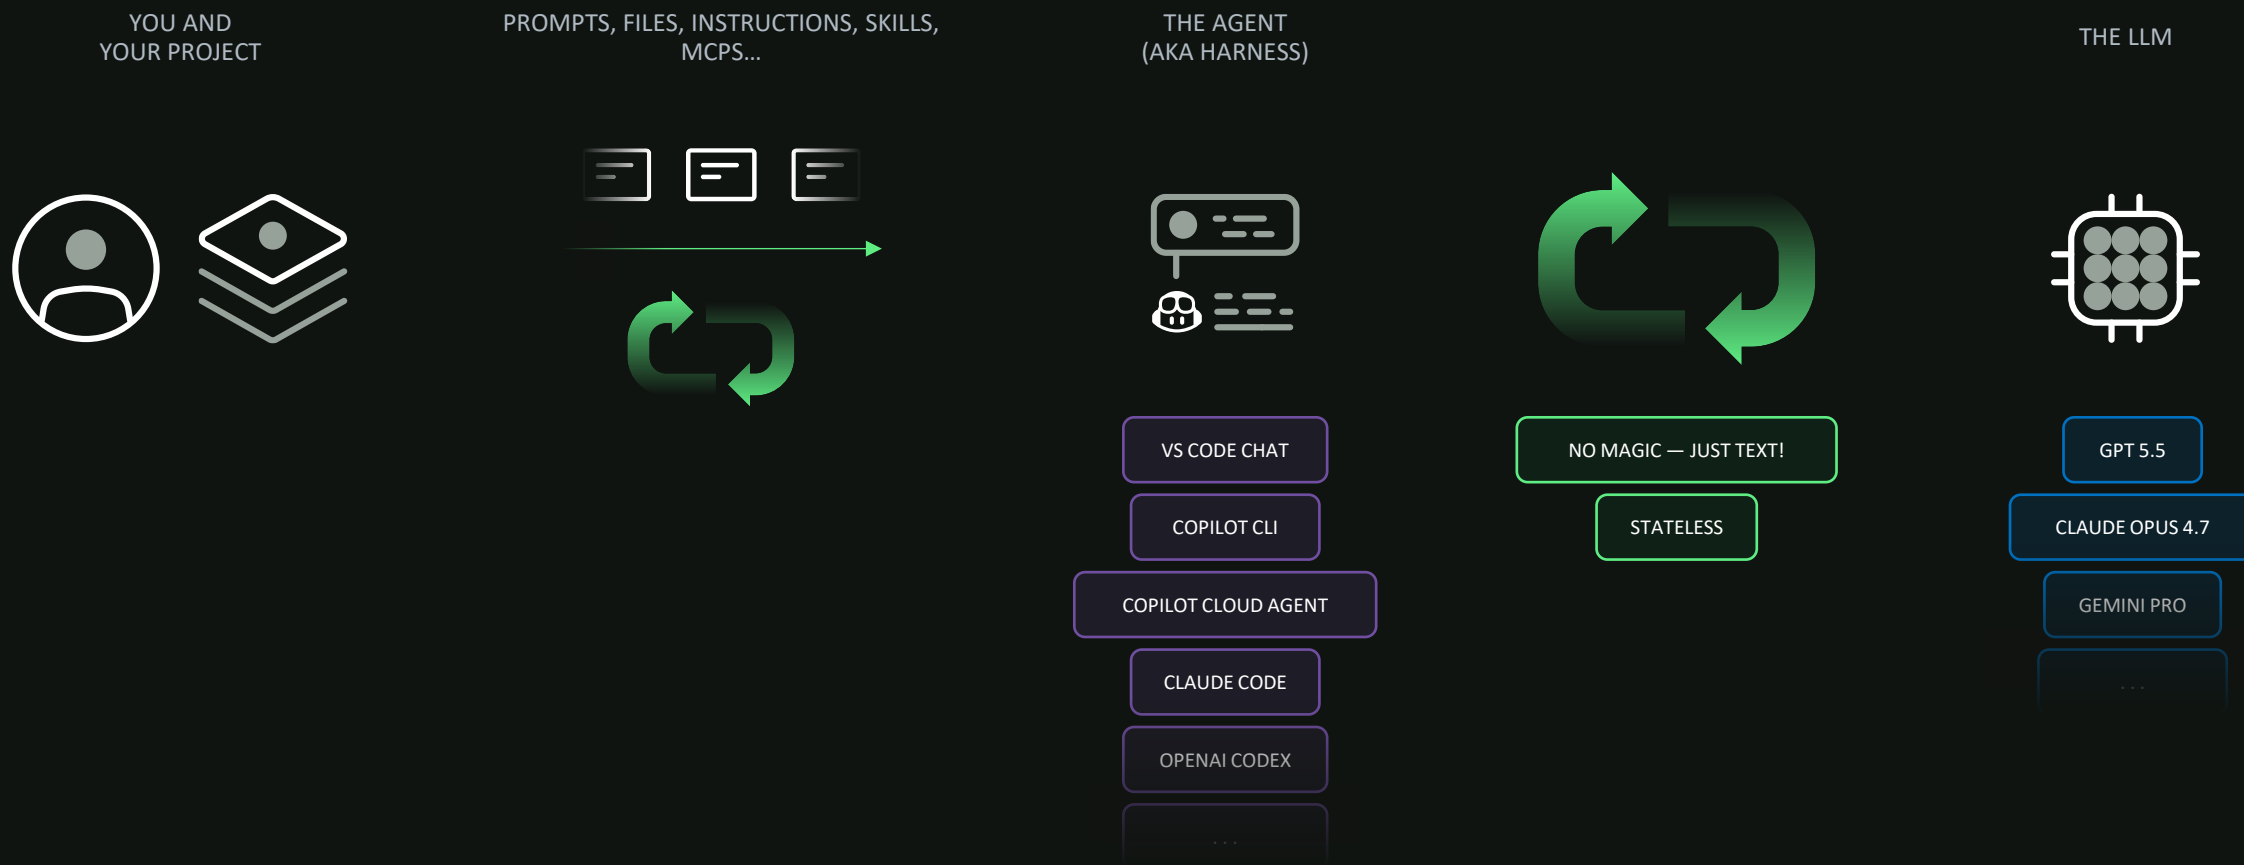 YOU AND
YOUR PROJECT
PROMPTS, FILES, INSTRUCTIONS, SKILLS,
MCPS...
THE AGENT
(AKA HARNESS)
THE LLM
VS CODE CHAT
COPILOT CLI
COPILOT CLOUD AGENT
CLAUDE CODE
OPENAI CODEX
...
NO MAGIC — JUST TEXT!
STATELESS
GPT 5.5
CLAUDE OPUS 4.7
GEMINI PRO
...